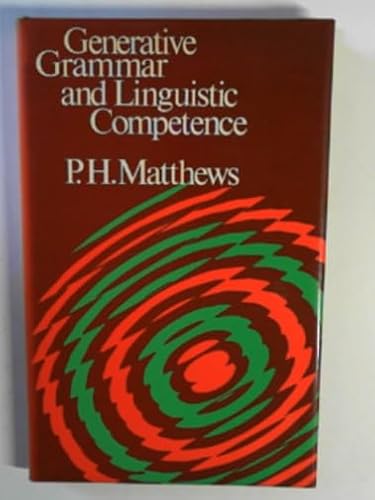 Generative
Grammar
and Linguistic
Competence
P.H.Matthews